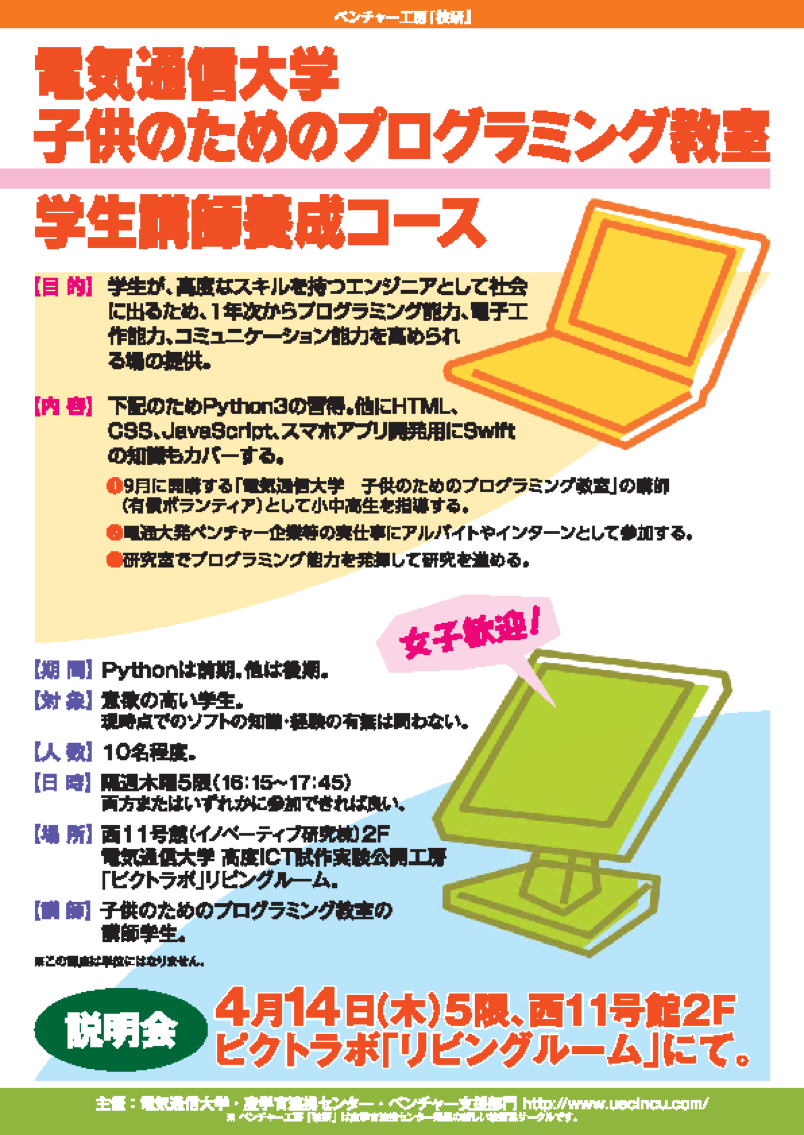 ベンチャー工房「技研」
電気通信大学
子供のためのプログラミング教室
学生講師養成コース
【目 的】 学生が、高度なスキルを持つエンジニアとして社会
に出るため、1年次からプログラミング能力、電子工
作能力、コミュニケーション能力を高められ
る場の提供。
【内 容】 下記のためPython3の習得。他にHTML、
CSS、JavaScript、スマホアプリ開発用にSwift
の知識もカバーする。
❶9月に開講する「電気通信大学 子供のためのプログラミング教室」の講師
(有償ボランティア)として小中高生を指導する。
❷電通大発ベンチャー企業等の実仕事にアルバイトやインターンとして参加する。
❸研究室でプログラミング能力を発揮して研究を進める。
女子歓迎!
【期 間】 Pythonは前期。他は後期。
【対 象】 意欲の高い学生。
現時点でのソフトの知識・経験の有無は問わない。
【人 数】 10名程度。
【日 時】 隔週木曜5限(16:15~17:45)
両方またはいずれかに参加できれば良い。
【場 所】 西11号館(イノベーティブ研究棟)2F
電気通信大学 高度ICT試作実験公開工房
「ピクトラボ」リビングルーム。
【講 師】 子供のためのプログラミング教室の
講師学生。
※この講座は単位にはなりません。
説明会
4月14日(木)5限、西11号館2F
ピクトラボ「リビングルーム」にて。
主催:電気通信大学・産学官連携センター・ベンチャー支援部門 http://www.uecincu.com/
※ ベンチャー工房「技研」は産学官連携センター